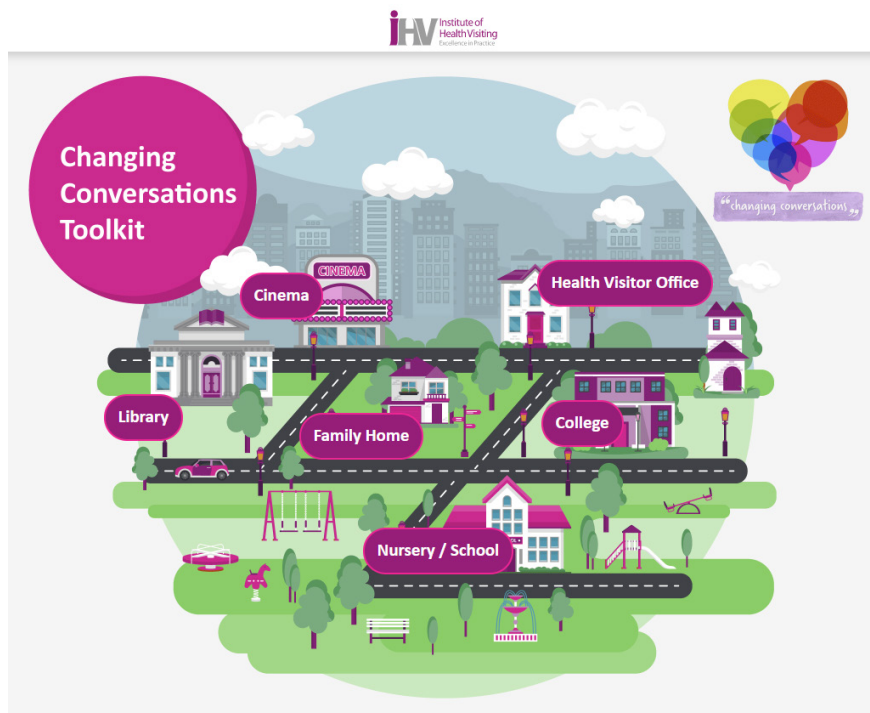 iHV Institute of
Health Visiting
Excellence in Practice
Changing
Conversations
Toolkit
“changing conversations„
CINEMA
Cinema
Health Visitor Office
Library
Family Home
College
Nursery / School